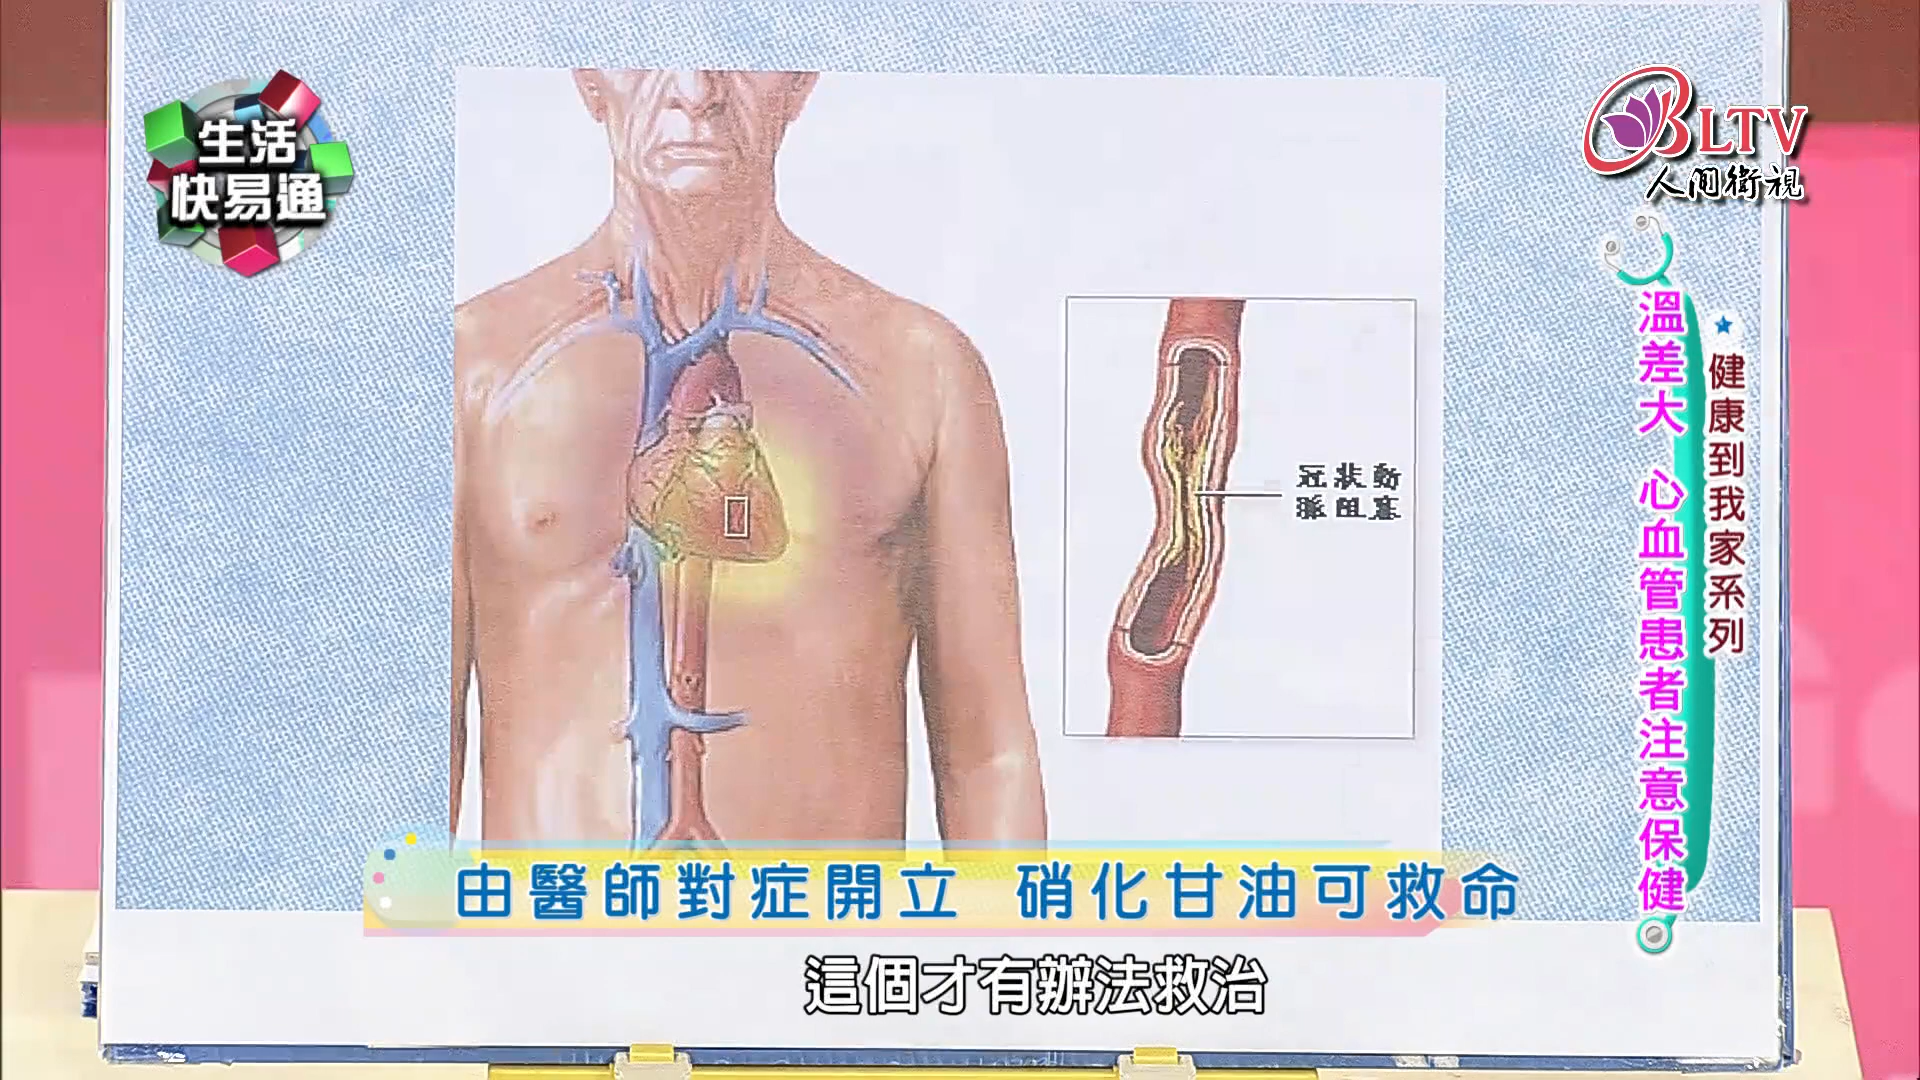 生活
快易通
BLTV
人間衛視
健康到我家系列
溫差大 心血管患者注意保健
冠狀動
脈阻塞
由醫師對症開立 硝化甘油可救命
這個才有辦法救治